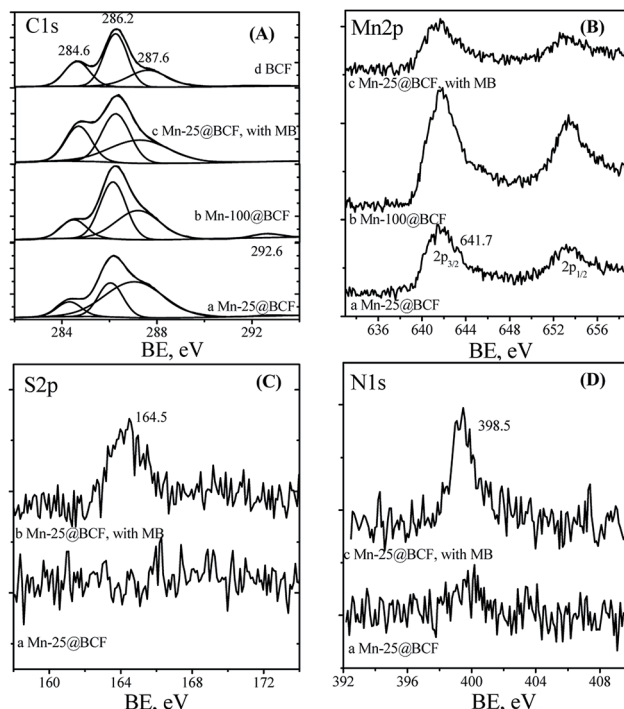 C1s
(A)
286.2
284.6
287.6
d BCF
c Mn-25@BCF, with MB
b Mn-100@BCF
292.6
a Mn-25@BCF
284 288 292
BE, eV
Mn2p
(B)
c Mn-25@BCF, with MB
b Mn-100@BCF
641.7
2p3/2
2p1/2
a Mn-25@BCF
636 640 644 648 652 656
BE, eV
S2p
(C)
164.5
b Mn-25@BCF, with MB
a Mn-25@BCF
160 164 168 172
BE, eV
N1s
(D)
398.5
c Mn-25@BCF, with MB
a Mn-25@BCF
392 396 400 404 408
BE, eV